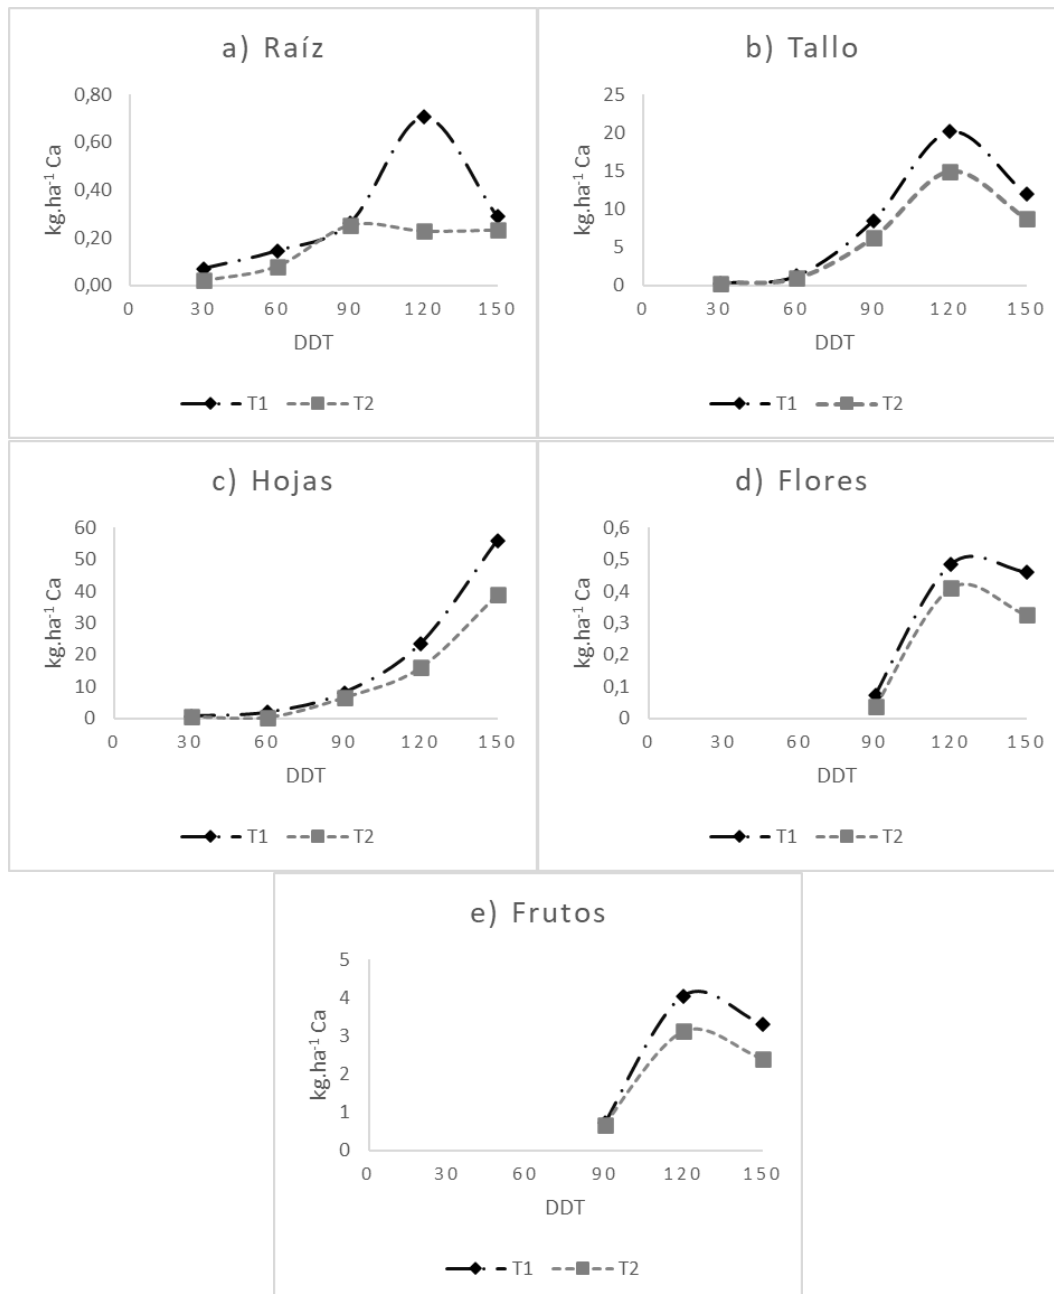 a) Raíz
kg.ha⁻¹ Ca
0,80
0,60
0,40
0,20
0,00
0 30 60 90 120 150
DDT
T1 T2
b) Tallo
kg.ha⁻¹ Ca
25
20
15
10
5
0
0 30 60 90 120 150
DDT
T1 T2
c) Hojas
kg.ha⁻¹ Ca
60
50
40
30
20
10
0
0 30 60 90 120 150
DDT
T1 T2
d) Flores
kg.ha⁻¹ Ca
0,6
0,5
0,4
0,3
0,2
0,1
0
0 30 60 90 120 150
DDT
T1 T2
e) Frutos
kg.ha⁻¹ Ca
5
4
3
2
1
0
0 30 60 90 120 150
DDT
T1 T2